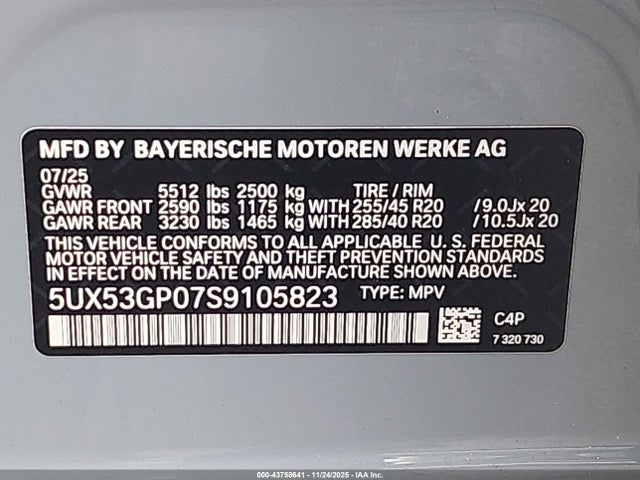 MFD BY BAYERISCHE MOTOREN WERKE AG
07/25
GVWR 5512 lbs 2500 kg TIRE / RIM
GAWR FRONT 2590 lbs 1175 kg WITH 255/45 R20 /9.0Jx 20
GAWR REAR 3230 lbs 1465 kg WITH 285/40 R20 /10.5Jx 20
THIS VEHICLE CONFORMS TO ALL APPLICABLE U. S. FEDERAL
MOTOR VEHICLE SAFETY AND THEFT PREVENTION STANDARDS
IN EFFECT ON THE DATE OF MANUFACTURE SHOWN ABOVE.
5UX53GP07S9105823 TYPE: MPV
C4P
7 320 730
000-43758641 - 11/24/2025 - IAA Inc.